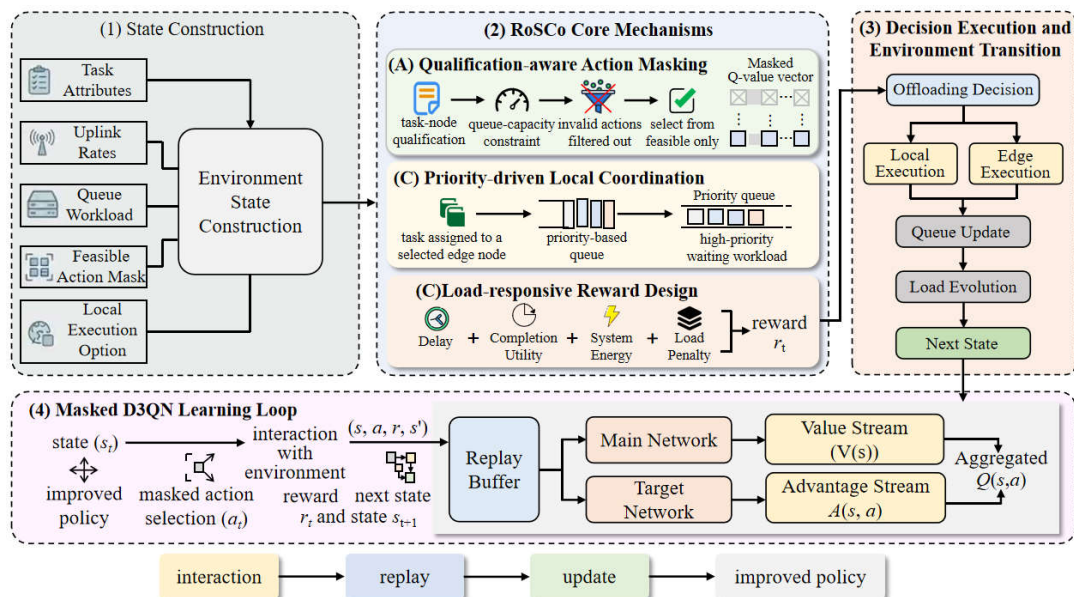 (1) State Construction
Task
Attributes
Uplink
Rates
Queue
Workload
Feasible
Action Mask
Local
Execution
Option
Environment
State
Construction
(2) RoSCo Core Mechanisms
(A) Qualification-aware Action Masking
Masked
Q-value vector
task-node
qualification
queue-capacity
constraint
invalid actions
filtered out
select from
feasible only
(C) Priority-driven Local Coordination
Priority queue
task assigned to a
selected edge node
priority-based
queue
high-priority
waiting workload
(C)Load-responsive Reward Design
Delay
+
Completion
Utility
+
System
Energy
+
Load
Penalty
reward
rt
(3) Decision Execution and
Environment Transition
Offloading Decision
Local
Execution
Edge
Execution
Queue Update
Load Evolution
Next State
(4) Masked D3QN Learning Loop
state (st)
improved
policy
masked action
selection (at)
interaction
with
environment
reward
rt and state st+1
(s, a, r, s')
next state
Replay
Buffer
Main Network
Target
Network
Value Stream
(V(s))
Advantage Stream
A(s, a)
Aggregated
Q(s,a)
interaction
replay
update
improved policy